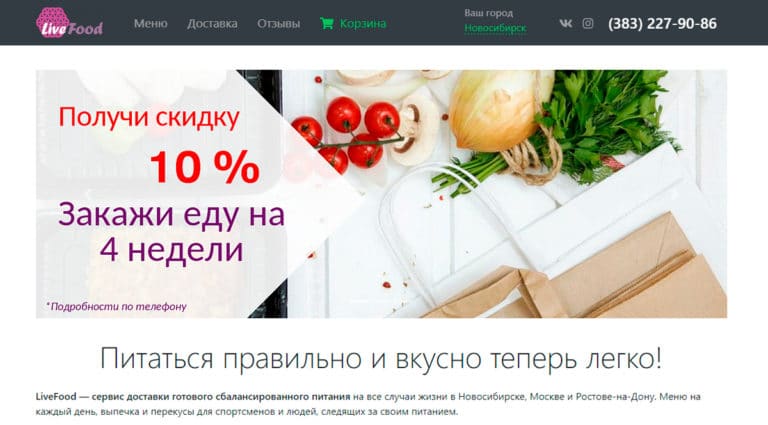 LiveFood
Меню
Доставка
Отзывы
Корзина
Ваш город
Новосибирск
(383) 227-90-86
Получи скидку
10 %
Закажи еду на
4 недели
*Подробности по телефону
Питаться правильно и вкусно теперь легко!
LiveFood — сервис доставки готового сбалансированного питания на все случаи жизни в Новосибирске, Москве и Ростове-на-Дону. Меню на
каждый день, выпечка и перекусы для спортсменов и людей, следящих за своим питанием.